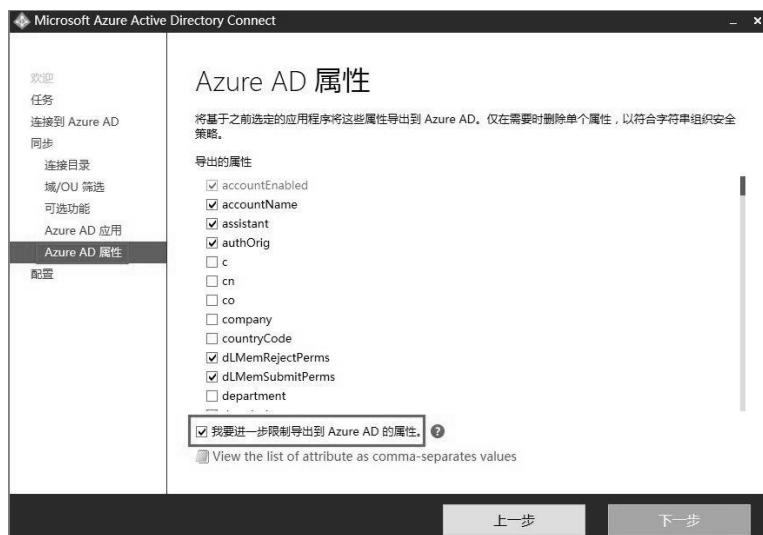 Microsoft Azure Active Directory Connect
欢迎
任务
连接到 Azure AD
同步
连接目录
域/OU 筛选
可选功能
Azure AD 应用
Azure AD 属性
配置
Azure AD 属性
将基于之前选定的应用程序将这些属性导出到 Azure AD。仅在需要时删除单个属性，以符合字符串组织安全
策略。
导出的属性
accountEnabled
accountName
assistant
authOrig
c
cn
co
company
countryCode
dLMemRejectPerms
dLMemSubmitPerms
department
我要进一步限制导出到 Azure AD 的属性。
View the list of attribute as comma-separates values
上一步
下一步